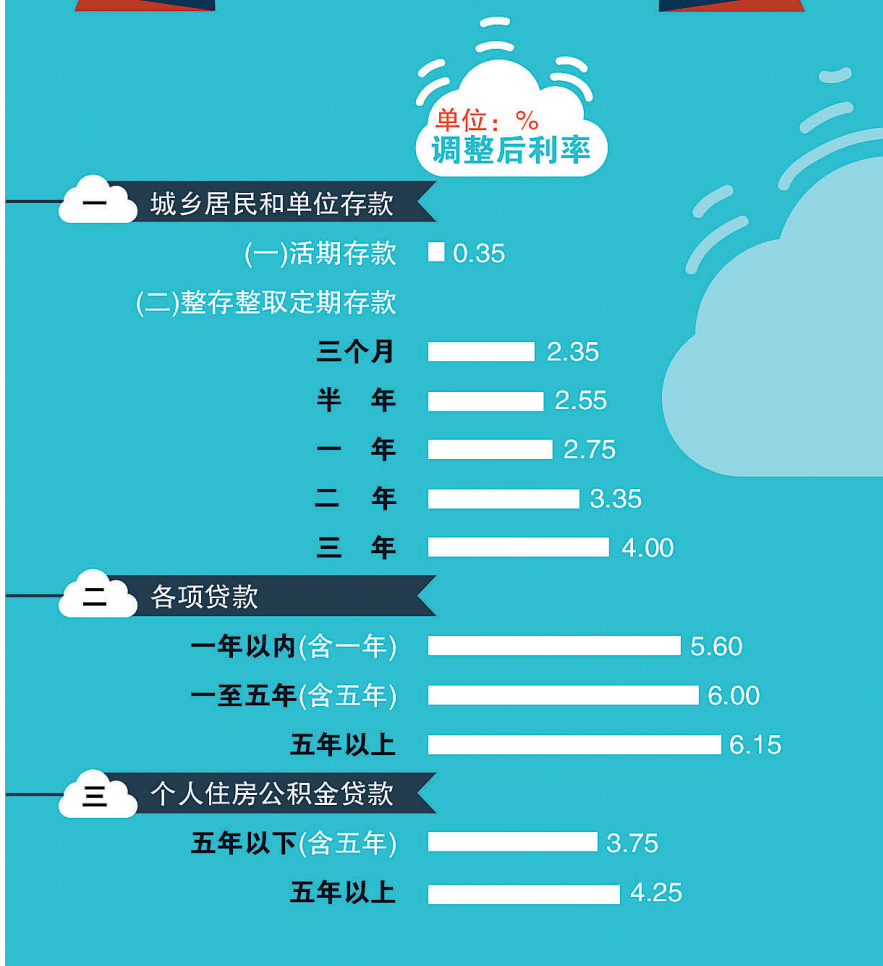 单位：%
调整后利率
一 城乡居民和单位存款
(一)活期存款 0.35
(二)整存整取定期存款
三个月 2.35
半 年 2.55
一 年 2.75
二 年 3.35
三 年 4.00
二 各项贷款
一年以内(含一年) 5.60
一至五年(含五年) 6.00
五年以上 6.15
三 个人住房公积金贷款
五年以下(含五年) 3.75
五年以上 4.25